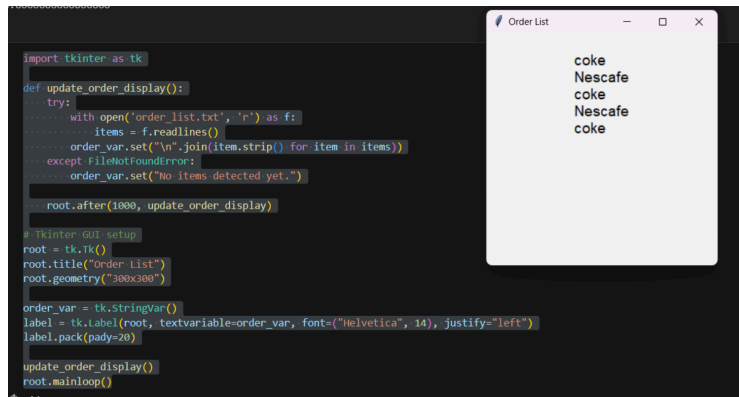 import tkinter as tk
def update_order_display():
try:
with open('order_list.txt', 'r') as f:
items = f.readlines()
order_var.set("\n".join(item.strip() for item in items))
except FileNotFoundError:
order_var.set("No items detected yet.")
root.after(1000, update_order_display)
# Tkinter GUI setup
root = tk.Tk()
root.title("Order List")
root.geometry("300x300")
order_var = tk.StringVar()
label = tk.Label(root, textvariable=order_var, font=("Helvetica", 14), justify="left")
label.pack(pady=20)
update_order_display()
root.mainloop()
Order List
coke
Nescafe
coke
Nescafe
coke